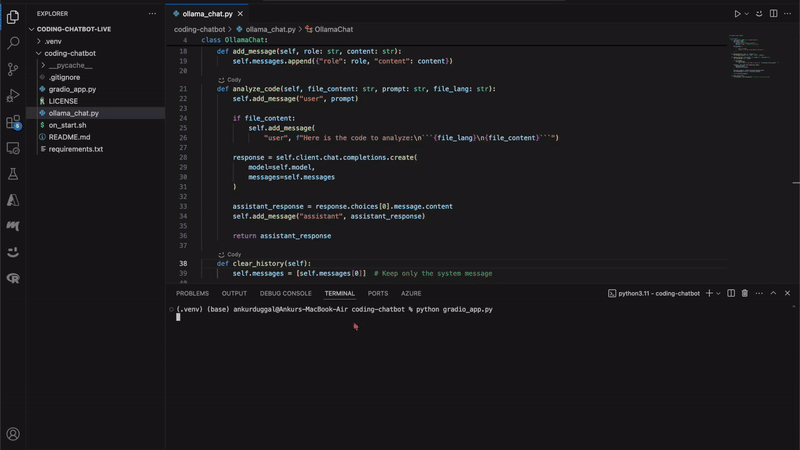 EXPLORER
CODING-CHATBOT-LIVE
.venv
coding-chatbot
__pycache__
.gitignore
gradio_app.py
LICENSE
ollama_chat.py
on_start.sh
README.md
requirements.txt
6
ollama_chat.py
coding-chatbot > ollama_chat.py > OllamaChat
4 class OllamaChat:
18 def add_message(self, role: str, content: str):
19 self.messages.append({"role": role, "content": content})
20
Cody
21 def analyze_code(self, file_content: str, prompt: str, file_lang: str):
22 self.add_message("user", prompt)
23
24 if file_content:
25 self.add_message(
26 "user", f"Here is the code to analyze:\n```{file_lang}\n{file_content}```")
27
28 response = self.client.chat.completions.create(
29 model=self.model,
30 messages=self.messages
31 )
32
33 assistant_response = response.choices[0].message.content
34 self.add_message("assistant", assistant_response)
35
36 return assistant_response
37
Cody
38 def clear_history(self):
39 self.messages = [self.messages[0]] # Keep only the system message
PROBLEMS OUTPUT DEBUG CONSOLE TERMINAL PORTS AZURE
python3.11 - coding-chatbot
(.venv) (base) ankurduggal@Ankurs-MacBook-Air coding-chatbot % python gradio_app.py